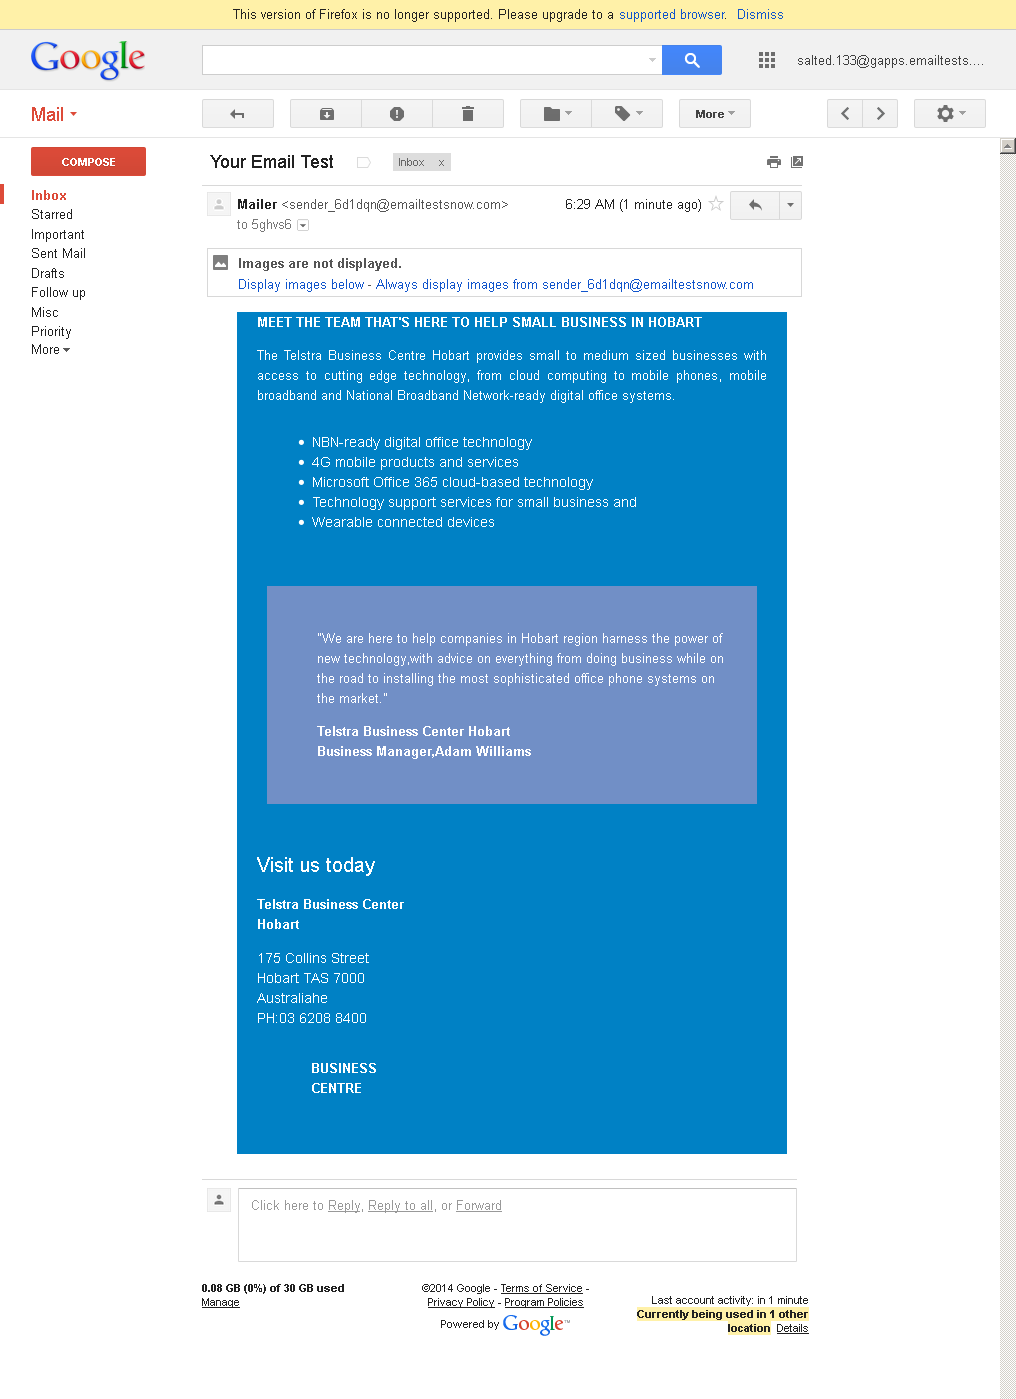 This version of Firefox is no longer supported. Please upgrade to a supported browser. Dismiss
Google
salted.133@gapps.emailtests....
Mail
More
COMPOSE
Your Email Test
Inbox x
Inbox
Starred
Important
Sent Mail
Drafts
Follow up
Misc
Priority
More
Mailer <sender_6d1dqn@emailtestsnow.com>
6:29 AM (1 minute ago)
to 5ghvs6
Images are not displayed.
Display images below - Always display images from sender_6d1dqn@emailtestsnow.com
MEET THE TEAM THAT'S HERE TO HELP SMALL BUSINESS IN HOBART
The Telstra Business Centre Hobart provides small to medium sized businesses with
access to cutting edge technology, from cloud computing to mobile phones, mobile
broadband and National Broadband Network-ready digital office systems.
• NBN-ready digital office technology
• 4G mobile products and services
• Microsoft Office 365 cloud-based technology
• Technology support services for small business and
• Wearable connected devices
"We are here to help companies in Hobart region harness the power of
new technology,with advice on everything from doing business while on
the road to installing the most sophisticated office phone systems on
the market."
Telstra Business Center Hobart
Business Manager,Adam Williams
Visit us today
Telstra Business Center
Hobart
175 Collins Street
Hobart TAS 7000
Australiahe
PH:03 6208 8400
BUSINESS
CENTRE
Click here to Reply, Reply to all, or Forward
0.08 GB (0%) of 30 GB used
Manage
©2014 Google - Terms of Service -
Privacy Policy - Program Policies
Powered by Google™
Last account activity: in 1 minute
Currently being used in 1 other
location Details